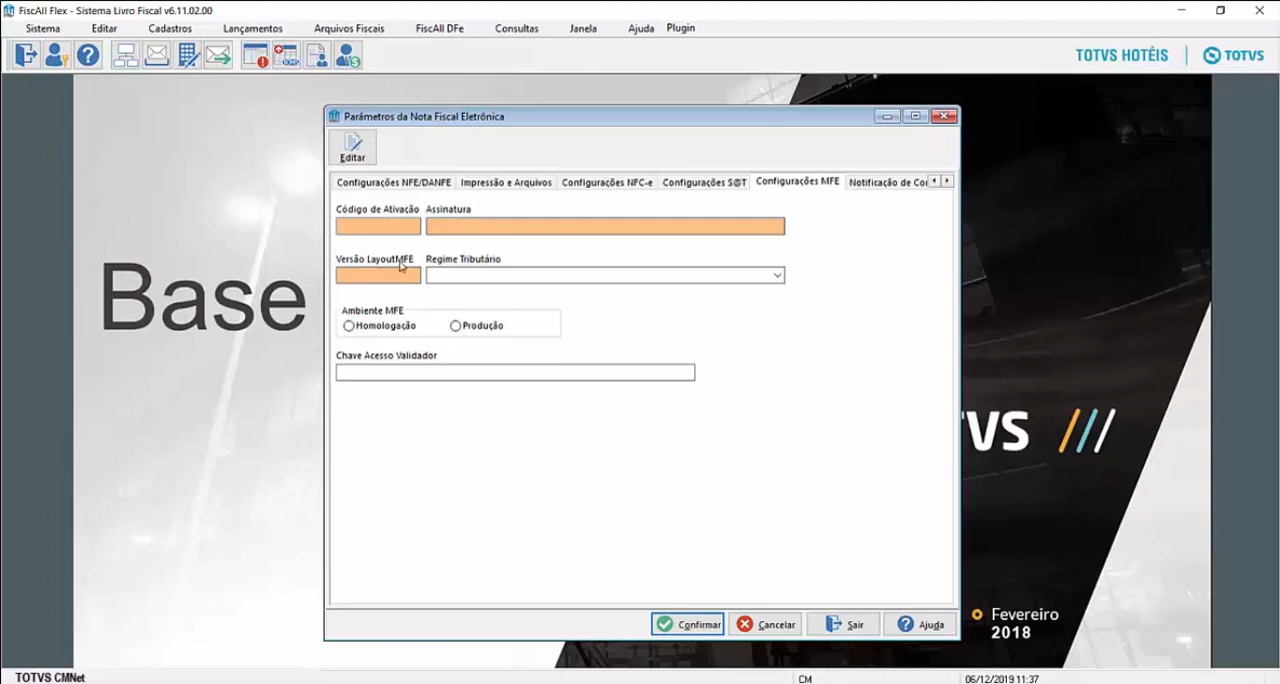 FiscAll Flex - Sistema Livro Fiscal v6.11.02.00
Sistema Editar Cadastros Lançamentos Arquivos Fiscais FiscAll DFe Consultas Janela Ajuda Plugin
TOTVS HOTÉIS TOTVS
Parâmetros da Nota Fiscal Eletrônica
Editar
Configurações NFE/DANFE Impressão e Arquivos Configurações NFC-e Configurações S@T Configurações MFE Notificação de
Código de Ativação Assinatura
Versão LayoutMFE Regime Tributário
Base
Ambiente MFE
Homologação Produção
Chave Acesso Validador
VS
Confirmar Cancelar Sair Ajuda
Fevereiro
2018
TOTVS CMNet CM 06/12/2019 11:37